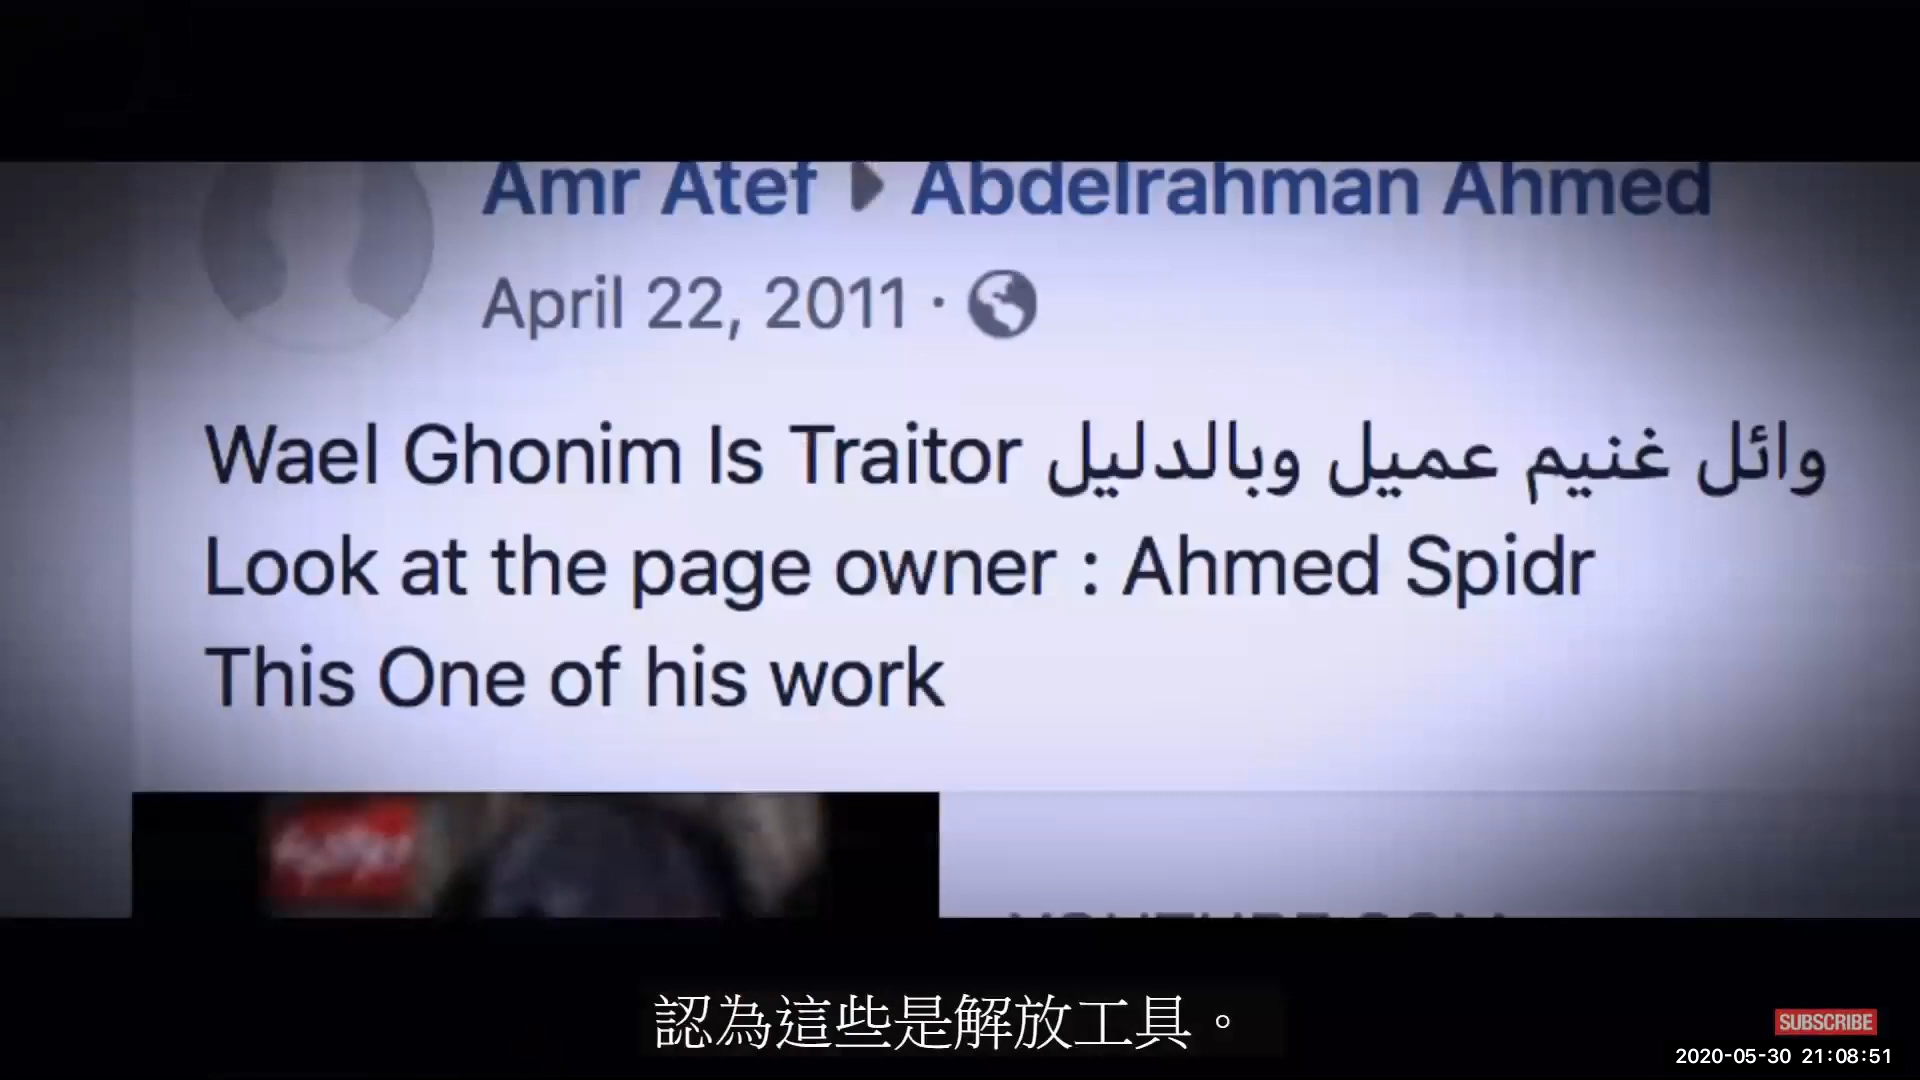 Amr Atef ▶ Abdelrahman Ahmed
April 22, 2011 ·
Wael Ghonim Is Traitor وائل غنيم عميل وبالدليل
Look at the page owner : Ahmed Spidr
This One of his work
認為這些是解放工具。
SUBSCRIBE
2020-05-30 21:08:51